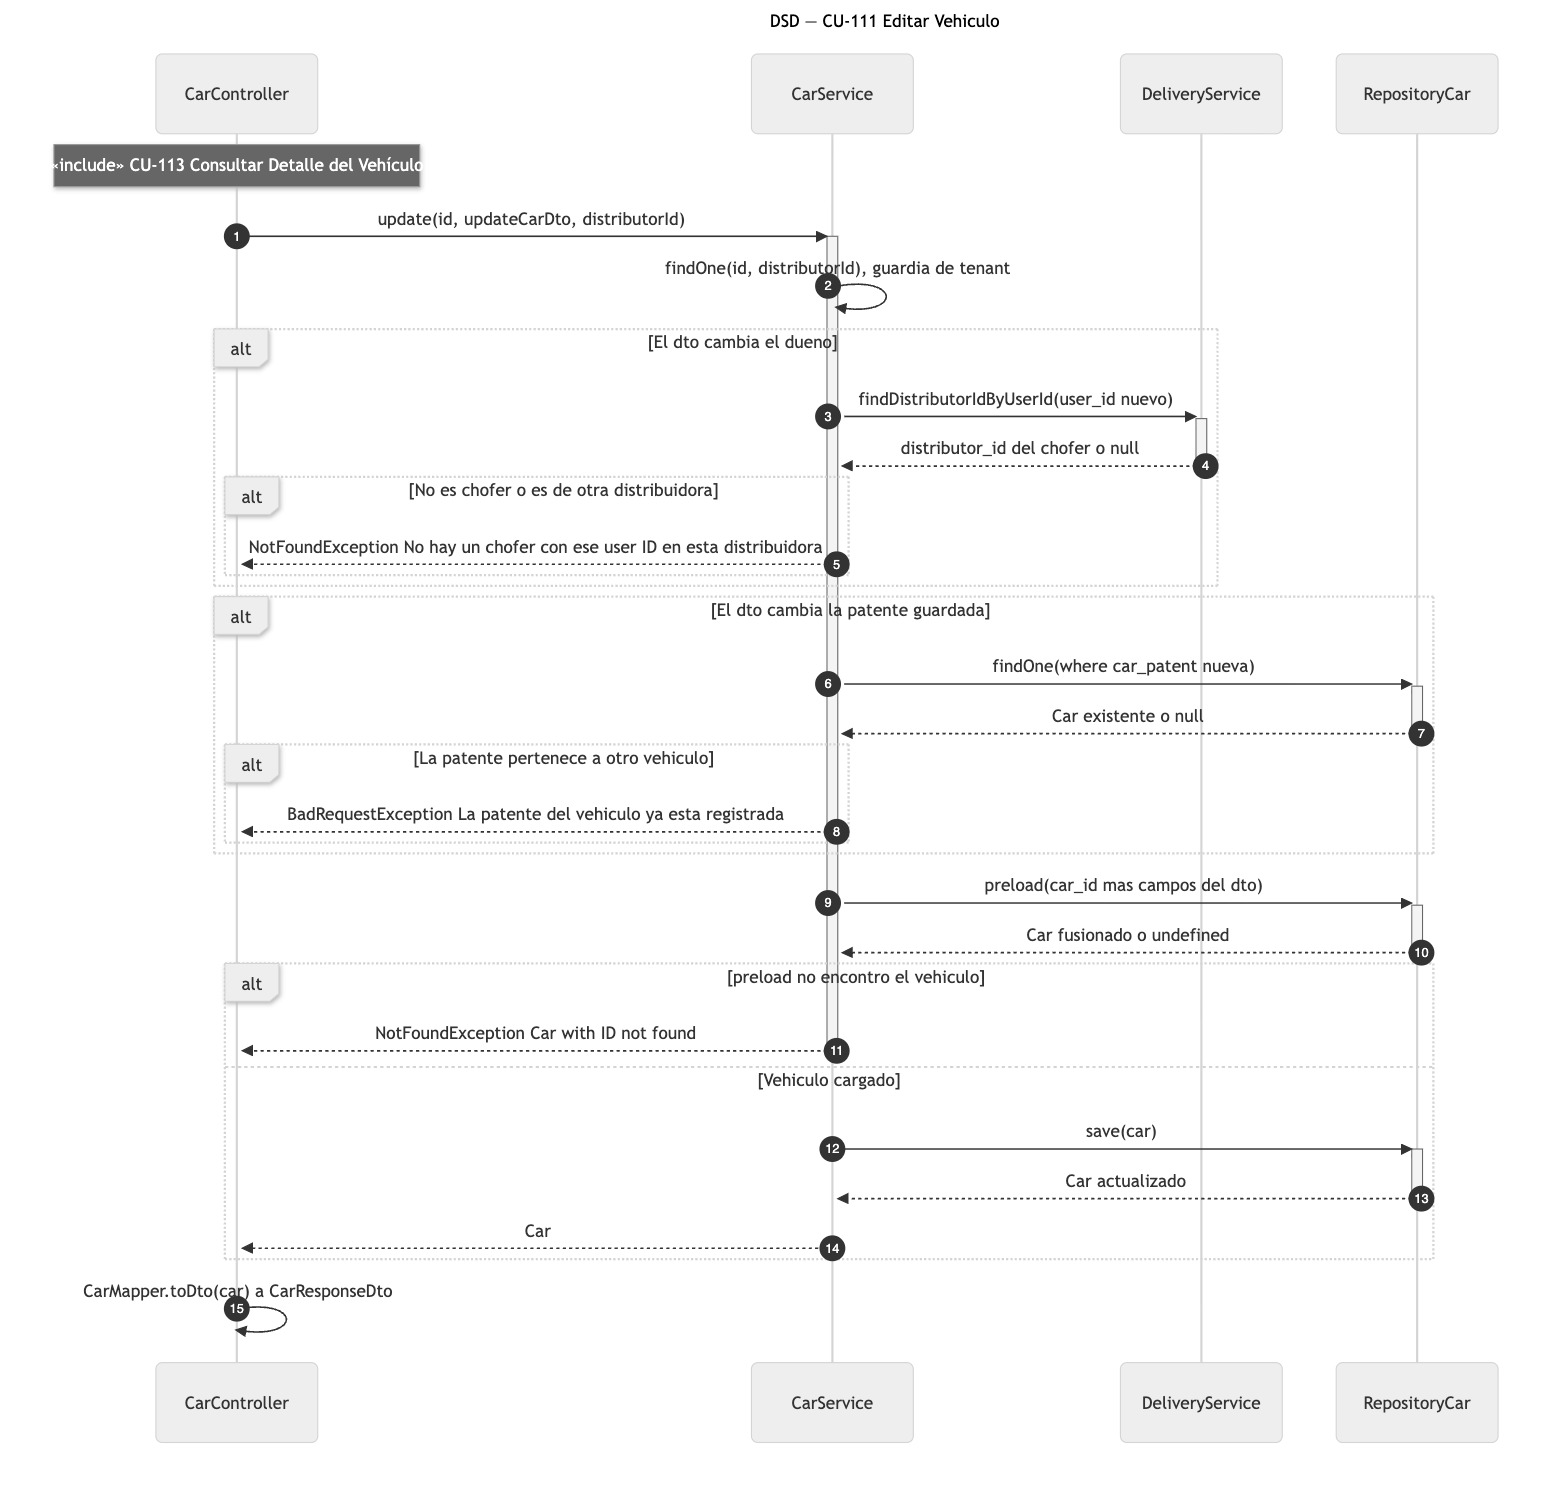 DSD — CU-111 Editar Vehiculo
CarController
CarService
DeliveryService
RepositoryCar
«include» CU-113 Consultar Detalle del Vehículo
update(id, updateCarDto, distributorId)
1
findOne(id, distributorId), guardia de tenant
2
alt
[El dto cambia el dueno]
findDistributorIdByUserId(user_id nuevo)
3
distributor_id del chofer o null
4
alt
[No es chofer o es de otra distribuidora]
NotFoundException No hay un chofer con ese user ID en esta distribuidora
5
alt
[El dto cambia la patente guardada]
findOne(where car_patent nueva)
6
Car existente o null
7
alt
[La patente pertenece a otro vehiculo]
BadRequestException La patente del vehiculo ya esta registrada
8
preload(car_id mas campos del dto)
9
Car fusionado o undefined
10
alt
[preload no encontro el vehiculo]
NotFoundException Car with ID not found
11
[Vehiculo cargado]
save(car)
12
Car actualizado
13
Car
14
CarMapper.toDto(car) a CarResponseDto
15
CarController
CarService
DeliveryService
RepositoryCar